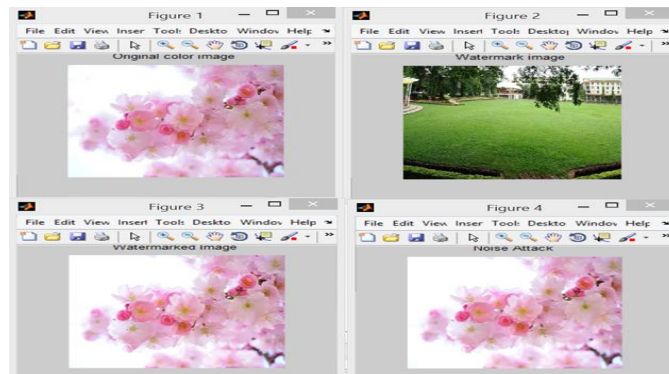 Figure 1
File Edit View Insert Tools Deskto Window Help
Original color image
Figure 2
File Edit View Insert Tools Desktop Window Help
Watermark image
Figure 3
File Edit View Insert Tools Deskto Window Help
Watermarked Image
Figure 4
File Edit View Inser Tools Deskto Window Help
Noise Attack